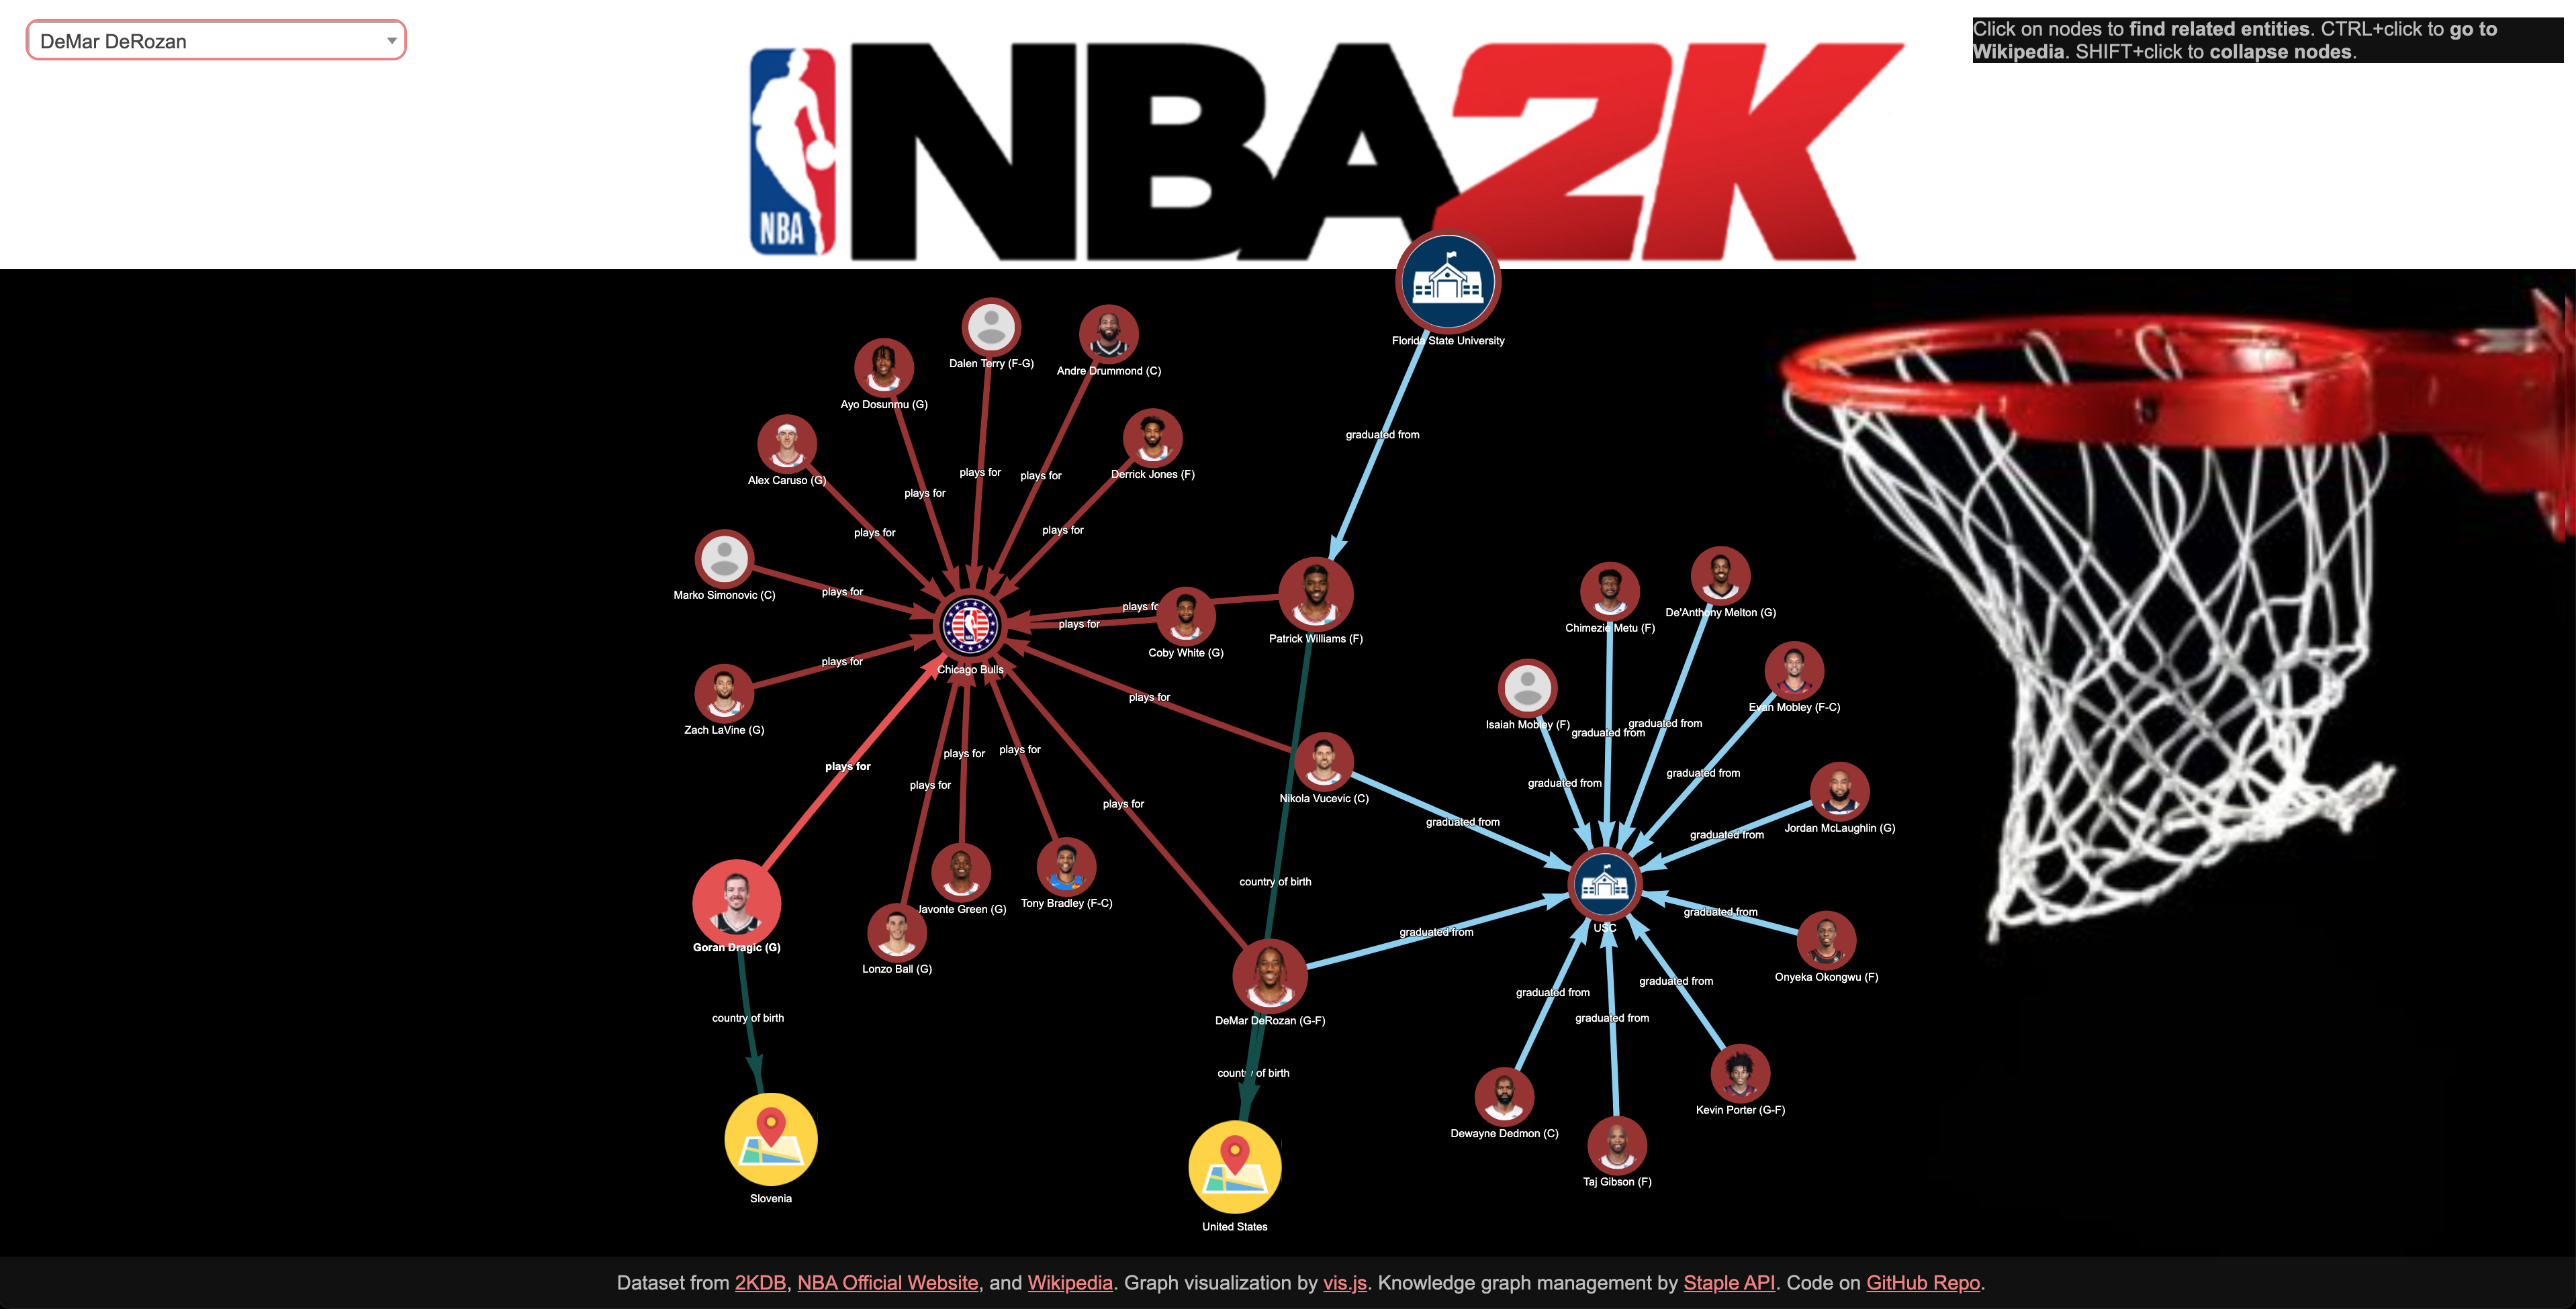 DeMar DeRozan
Click on nodes to find related entities. CTRL+click to go to
Wikipedia. SHIFT+click to collapse nodes.
NBA
NBA2K
Florida State University
Dalen Terry (F-G)
Andre Drummond (C)
Ayo Dosunmu (G)
graduated from
Alex Caruso (G)
Derrick Jones (F)
plays for
plays for
plays for
plays for
plays for
Marko Simonovic (C)
plays for
plays for
plays for
Coby White (G)
Patrick Williams (F)
Chimezie Metu (F)
De'Anthony Melton (G)
plays for
Chicago Bulls
plays for
Zach LaVine (G)
Isaiah Mobley (F)
graduated from
graduated from
Evan Mobley (F-C)
plays for
plays for
plays for
plays for
plays for
Nikola Vucevic (C)
graduated from
graduated from
graduated from
graduated from
Jordan McLaughlin (G)
country of birth
Goran Dragic (G)
Lonzo Ball (G)
Javonte Green (G)
Tony Bradley (F-C)
graduated from
USC
graduated from
Onyeka Okongwu (F)
DeMar DeRozan (G-F)
country of birth
graduated from
graduated from
graduated from
country of birth
Dewayne Dedmon (C)
Kevin Porter (G-F)
Taj Gibson (F)
Slovenia
United States
Dataset from 2KDB, NBA Official Website, and Wikipedia. Graph visualization by vis.js. Knowledge graph management by Staple API. Code on GitHub Repo.